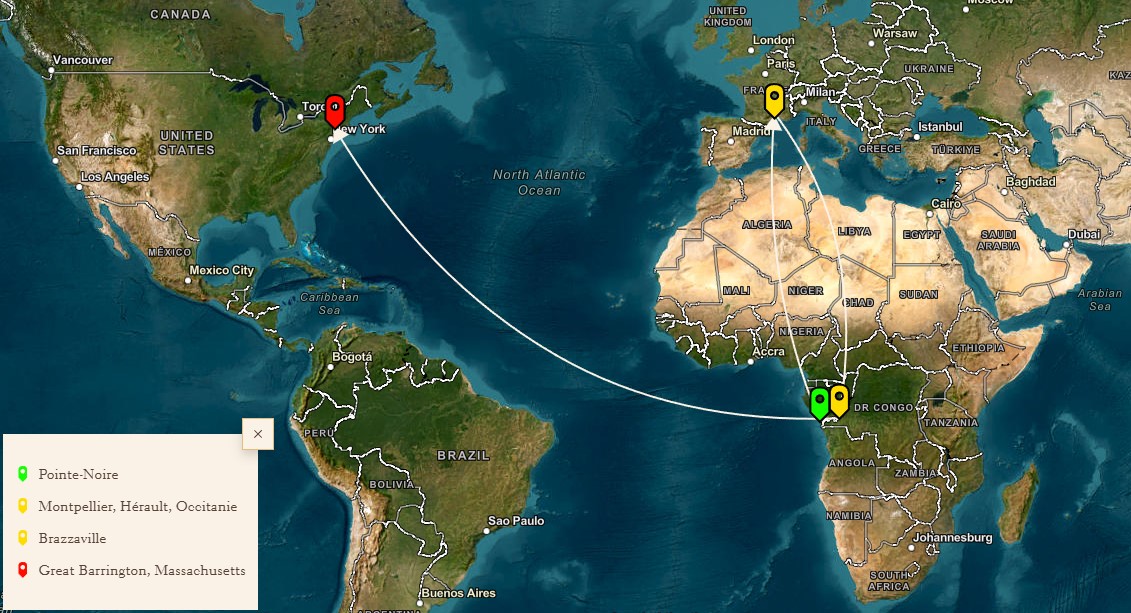 CANADA
Moscow
UNITED
KINGDOM
London
Warsaw
Vancouver
Paris
UKRAINE
KAZ
Milan
New York
UNITED
STATES
ITALY
Istanbul
Madrid
GREECE
TÜRKIYE
San Francisco
Los Angeles
North Atlantic
Ocean
Baghdad
Cairo
ALGERIA
LIBYA
EGYPT
SAUDI
ARABIA
Dubai
MÉXICO
Mexico City
MALI
NIGER
CHAD
SUDAN
Caribbean
Sea
Arabian
Sea
NIGERIA
Bogotá
Accra
ETHIOPIA
DR CONGO
TANZANIA
PERÚ
BRAZIL
ANGOLA
ZAMBIA
BOLIVIA
Sao Paulo
NAMIBIA
Johannesburg
SOUTH
AFRICA
Buenos Aires
ARGENTINA
×
Pointe-Noire
Montpellier, Hérault, Occitanie
Brazzaville
Great Barrington, Massachusetts